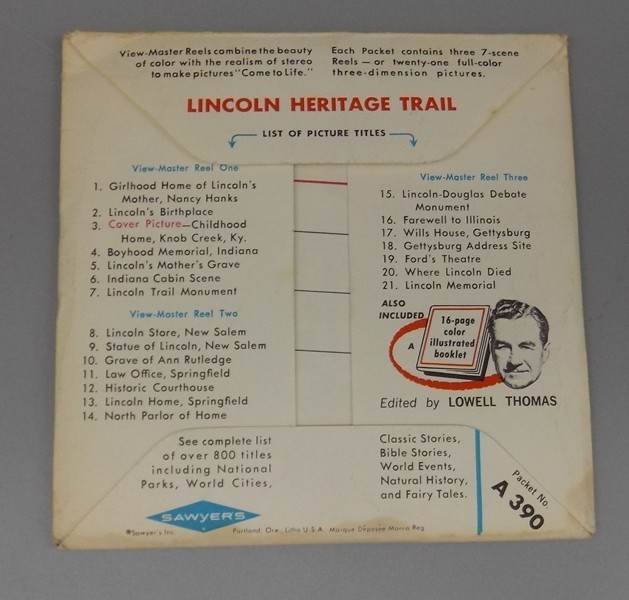 View-Master Reels combine the beauty
of color with the realism of stereo
to make pictures "Come to Life."
Each Packet contains three 7-scene
Reels — or twenty-one full-color
three-dimension pictures.
LINCOLN HERITAGE TRAIL
LIST OF PICTURE TITLES
View-Master Reel One
1. Girlhood Home of Lincoln's
Mother, Nancy Hanks
2. Lincoln's Birthplace
3. Cover Picture—Childhood
Home, Knob Creek, Ky.
4. Boyhood Memorial, Indiana
5. Lincoln's Mother's Grave
6. Indiana Cabin Scene
7. Lincoln Trail Monument
View-Master Reel Two
8. Lincoln Store, New Salem
9. Statue of Lincoln, New Salem
10. Grave of Ann Rutledge
11. Law Office, Springfield
12. Historic Courthouse
13. Lincoln Home, Springfield
14. North Parlor of Home
View-Master Reel Three
15. Lincoln-Douglas Debate
Monument
16. Farewell to Illinois
17. Wills House, Gettysburg
18. Gettysburg Address Site
19. Ford's Theatre
20. Where Lincoln Died
21. Lincoln Memorial
ALSO
INCLUDED
A
16-page
color
illustrated
booklet
Edited by LOWELL THOMAS
See complete list
of over 800 titles
including National
Parks, World Cities,
Classic Stories,
Bible Stories,
World Events,
Natural History,
and Fairy Tales.
Packet No.
A 390
SAWYER'S
*Sawyer's Inc.
Portland, Ore., Litho U.S.A. Marque Déposée Marca Reg.